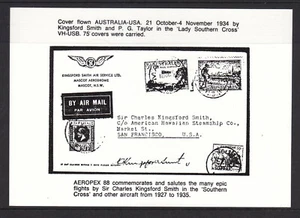 Cover flown AUSTRALIA-USA. 21 October-4 November 1934 by
Kingsford Smith and P. G. Taylor in the 'Lady Southern Cross'
VH-USB. 75 covers were carried.
KINGSFORD SMITH AIR SERVICE LTD.
MASCOT AERODROME
MASCOT, N.S.W.
BY AIR MAIL
PAR AVION
Sir Charles Kingsford Smith,
C/o American Hawaiian Steamship Co.,
Market St.,
SAN FRANCISCO. U.S.A.
AEROPEX 88 commemorates and salutes the many epic
flights by Sir Charles Kingsford Smith in the 'Southern
Cross' and other aircraft from 1927 to 1935.